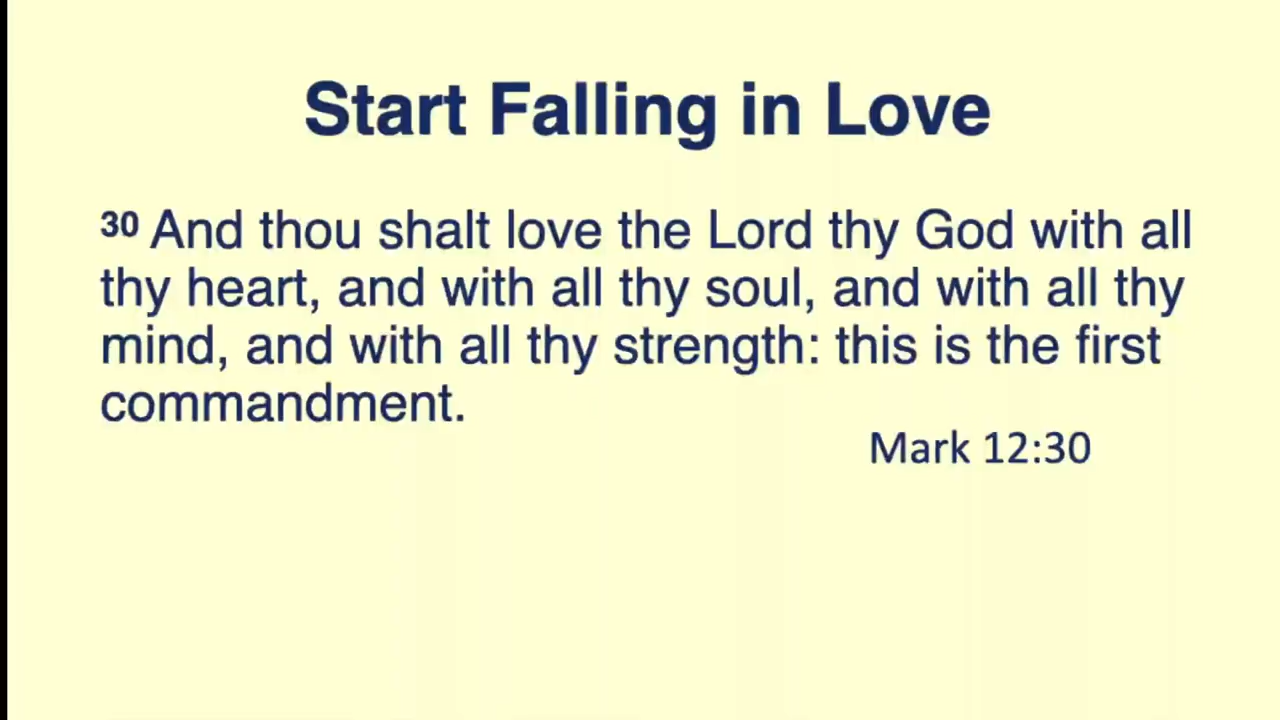 Start Falling in Love
30 And thou shalt love the Lord thy God with all
thy heart, and with all thy soul, and with all thy
mind, and with all thy strength: this is the first
commandment.
Mark 12:30